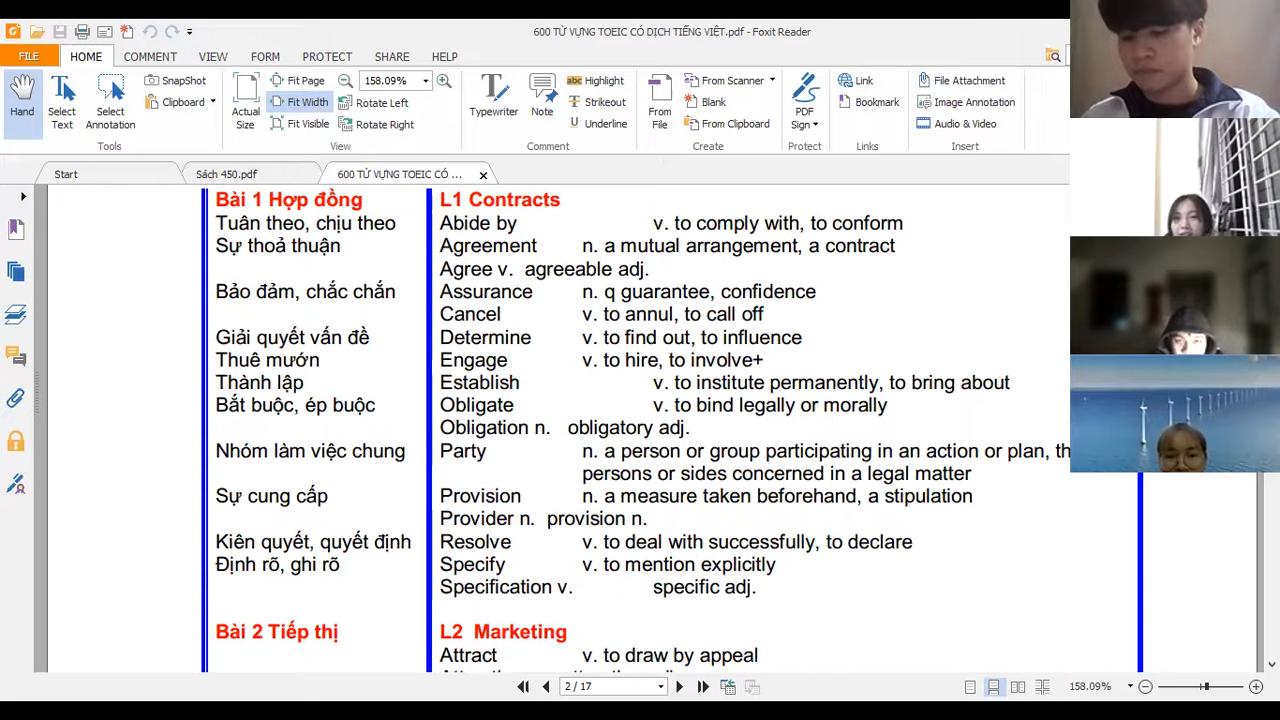 600 TỪ VỰNG TOEIC CÓ DỊCH TIẾNG VIỆT.pdf - Foxit Reader
FILE HOME COMMENT VIEW FORM PROTECT SHARE HELP
Hand
Select Text
Select Annotation
SnapShot
Clipboard
Tools
Actual Size
Fit Page
Fit Width
Fit Visible
158.09%
Rotate Left
Rotate Right
View
Typewriter
Note
Highlight
Strikeout
Underline
Comment
From File
From Scanner
Blank
From Clipboard
Create
PDF Sign
Protect
Link
Bookmark
Links
File Attachment
Image Annotation
Audio & Video
Insert
Start
Sách 450.pdf
600 TỪ VỰNG TOEIC CÓ ...
Bài 1 Hợp đồng L1 Contracts
Tuân theo, chịu theo Abide by v. to comply with, to conform
Sự thoả thuận Agreement n. a mutual arrangement, a contract
Agree v. agreeable adj.
Bảo đảm, chắc chắn Assurance n. q guarantee, confidence
Cancel v. to annul, to call off
Giải quyết vấn đề Determine v. to find out, to influence
Thuê mướn Engage v. to hire, to involve+
Thành lập Establish v. to institute permanently, to bring about
Bắt buộc, ép buộc Obligate v. to bind legally or morally
Obligation n. obligatory adj.
Nhóm làm việc chung Party n. a person or group participating in an action or plan, th
persons or sides concerned in a legal matter
Sự cung cấp Provision n. a measure taken beforehand, a stipulation
Provider n. provision n.
Kiên quyết, quyết định Resolve v. to deal with successfully, to declare
Định rõ, ghi rõ Specify v. to mention explicitly
Specification v. specific adj.
Bài 2 Tiếp thị L2 Marketing
Attract v. to draw by appeal
2 / 17
158.09%